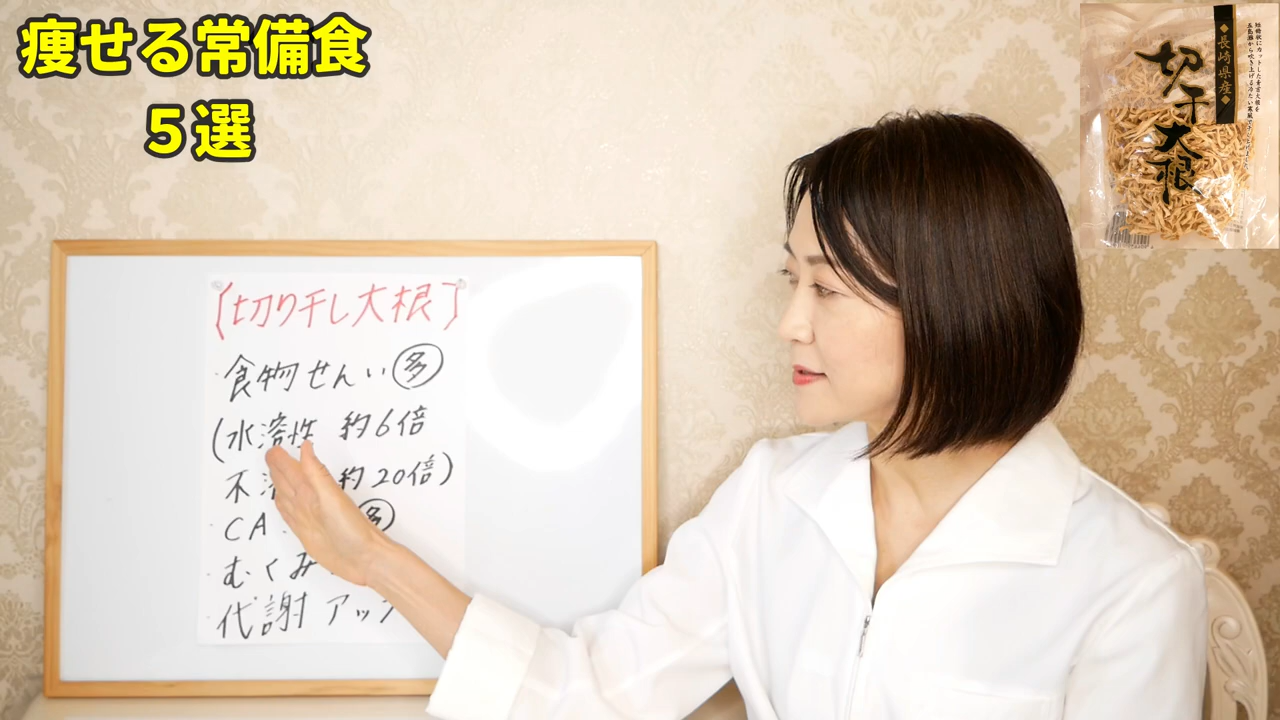 痩せる常備食
5選
切干大根
◆長崎県産◆
[切り干し大根]
・食物せんい 多
(水溶性 約6倍
不溶 約20倍)
CA. 多
むくみ
代謝アップ